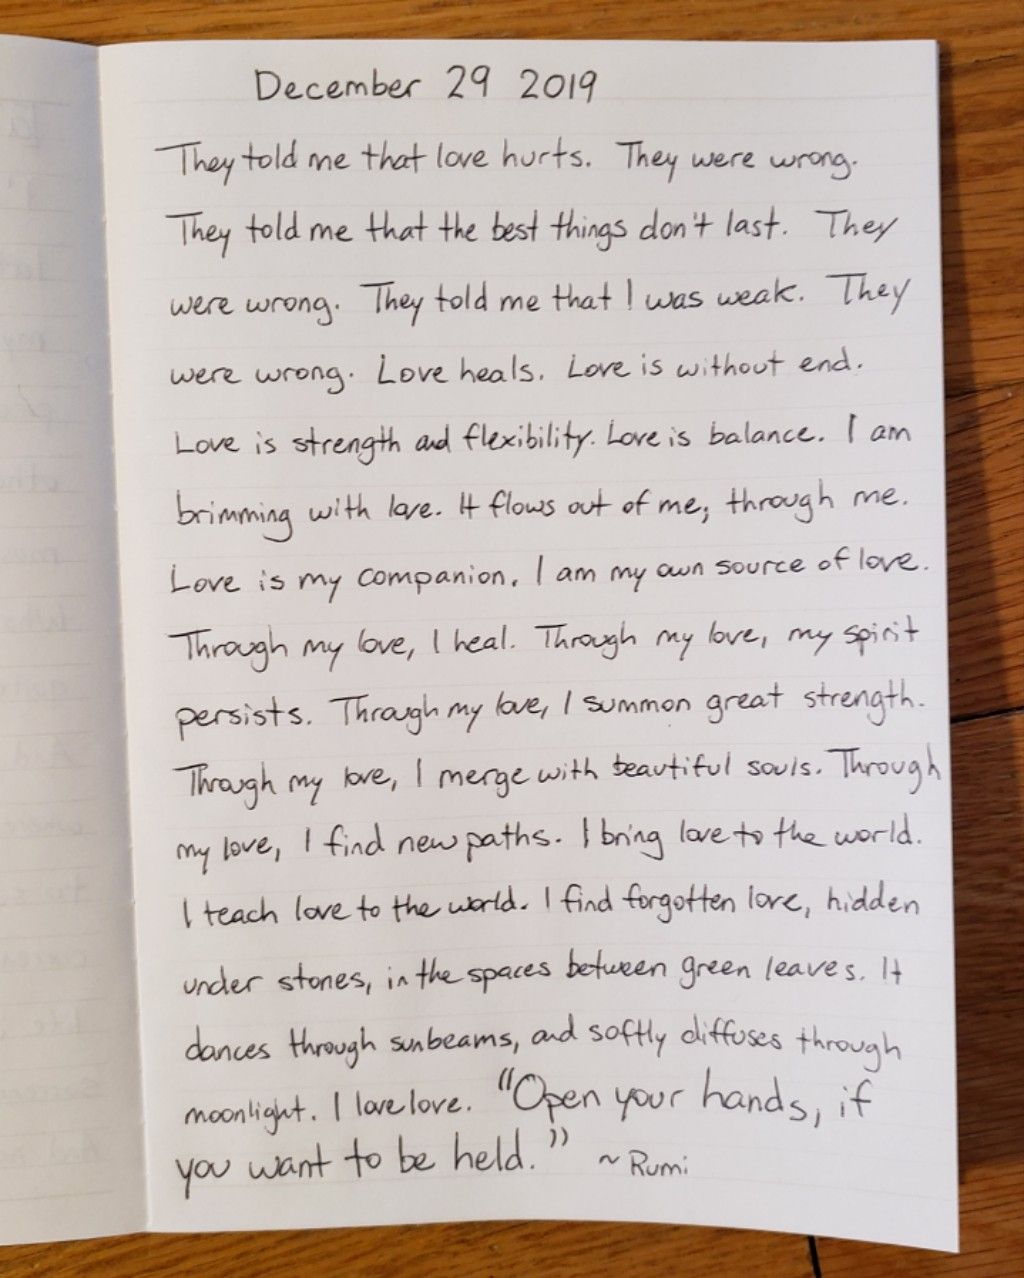 December 29 2019
They told me that love hurts. They were wrong.
They told me that the best things don't last. They
were wrong. They told me that I was weak. They
were wrong. Love heals. Love is without end.
Love is strength and flexibility. Love is balance. I am
brimming with love. It flows out of me, through me.
Love is my companion. I am my own source of love.
Through my love, I heal. Through my love, my spirit
persists. Through my love, I summon great strength.
Through my love, I merge with beautiful souls. Through
my love, I find new paths. I bring love to the world.
I teach love to the world. I find forgotten love, hidden
under stones, in the spaces between green leaves. It
dances through sunbeams, and softly diffuses through
moonlight. I love love. "Open your hands, if
you want to be held." ~ Rumi